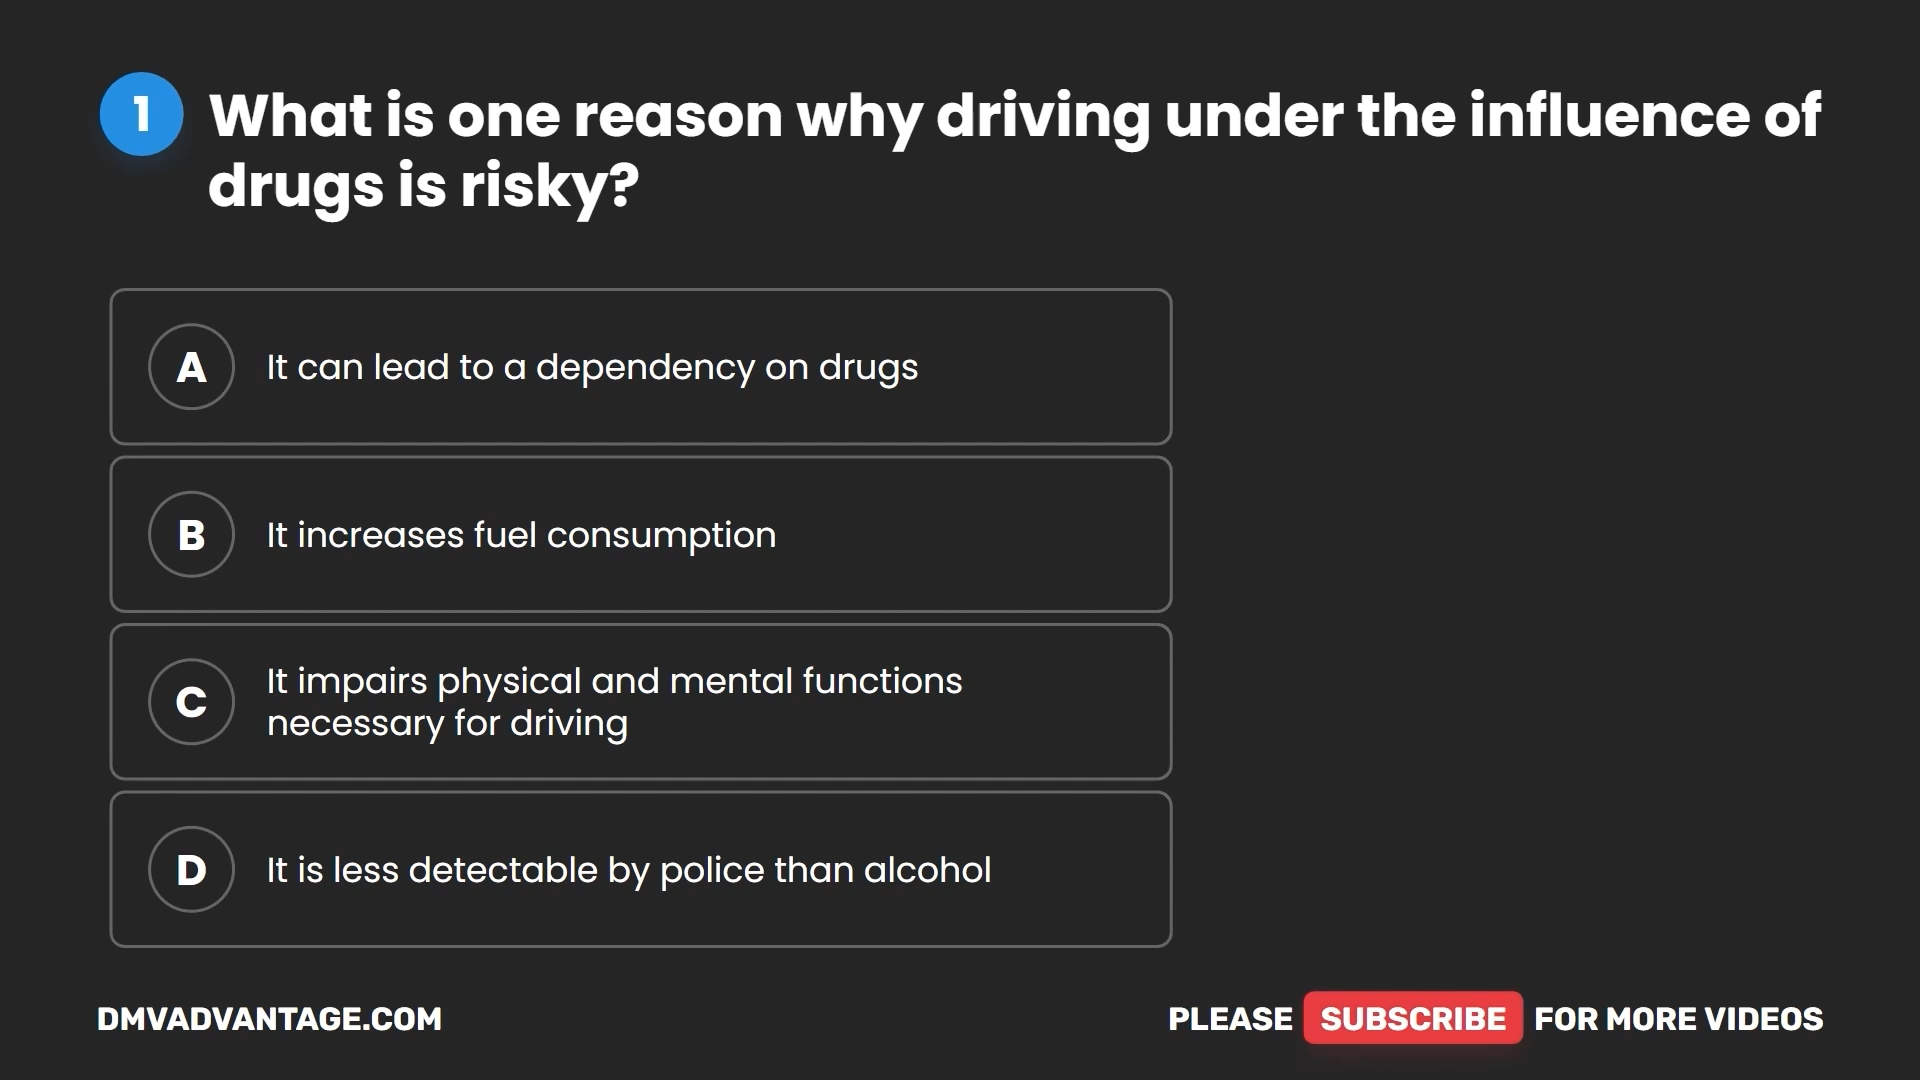 1
What is one reason why driving under the influence of
drugs is risky?
A
It can lead to a dependency on drugs
B
It increases fuel consumption
C
It impairs physical and mental functions
necessary for driving
D
It is less detectable by police than alcohol
DMVADVANTAGE.COM
PLEASE SUBSCRIBE FOR MORE VIDEOS